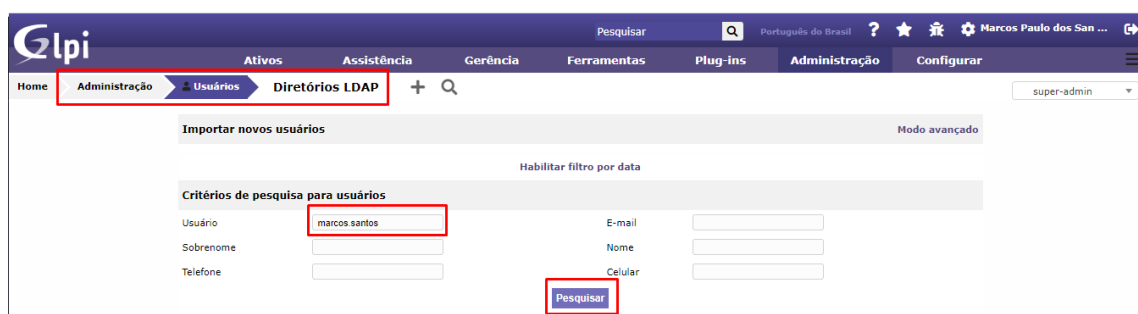 Glpi
Pesquisar Português do Brasil ? Marcos Paulo dos San ...
Ativos Assistência Gerência Ferramentas Plug-ins Administração Configurar
Home Administração Usuários Diretórios LDAP
super-admin
Importar novos usuários Modo avançado
Habilitar filtro por data
Critérios de pesquisa para usuários
Usuário marcos.santos E-mail
Sobrenome Nome
Telefone Celular
Pesquisar